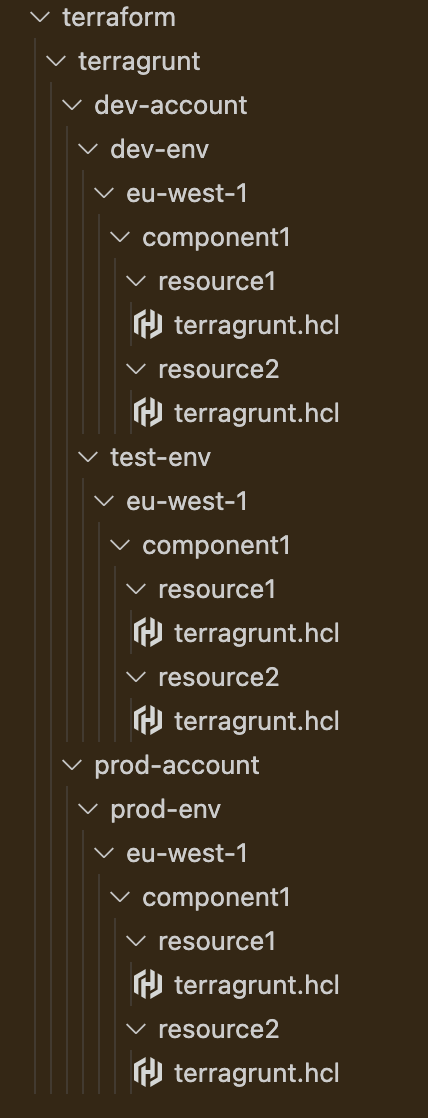 terraform
terragrunt
dev-account
dev-env
eu-west-1
component1
resource1
terragrunt.hcl
resource2
terragrunt.hcl
test-env
eu-west-1
component1
resource1
terragrunt.hcl
resource2
terragrunt.hcl
prod-account
prod-env
eu-west-1
component1
resource1
terragrunt.hcl
resource2
terragrunt.hcl